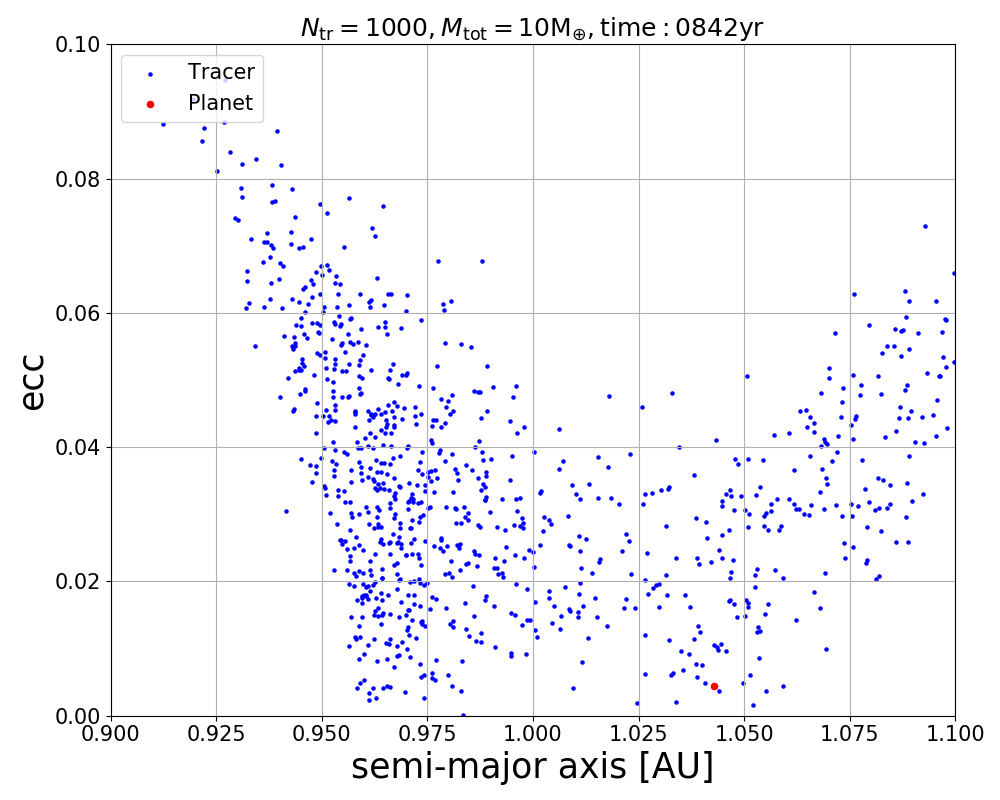 N_tr = 1000, M_tot = 10M_⊕, time : 0842yr
Tracer
Planet
ecc
0.10
0.08
0.06
0.04
0.02
0.00
0.900 0.925 0.950 0.975 1.000 1.025 1.050 1.075 1.100
semi-major axis [AU]